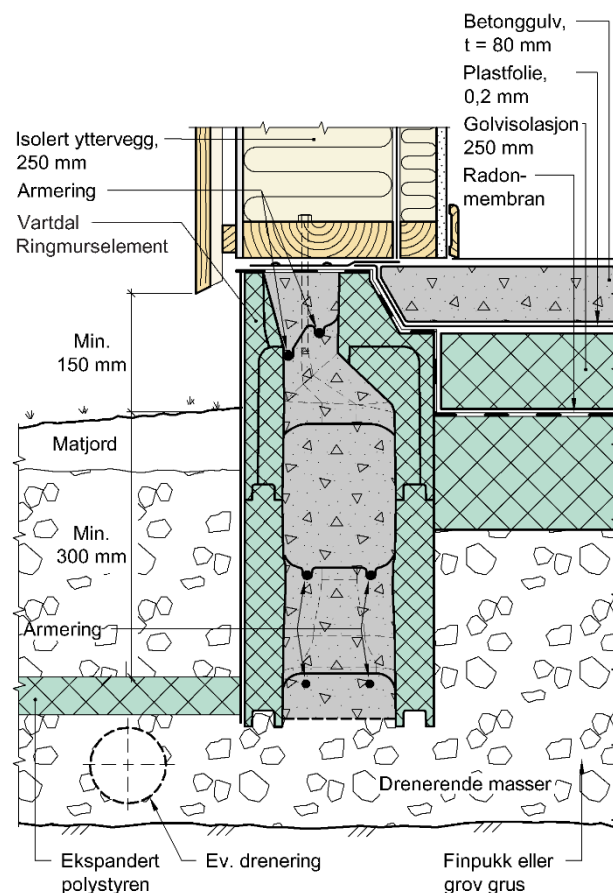 Betonggulv,
t = 80 mm
Plastfolie,
0,2 mm
Golvisolasjon
250 mm
Radon-
membran
Isolert yttervegg,
250 mm
Armering
Vartdal
Ringmurselement
Min.
150 mm
Matjord
Min.
300 mm
Armering
Drenerende masser
Ekspandert
polystyren
Ev. drenering
Finpukk eller
grov grus